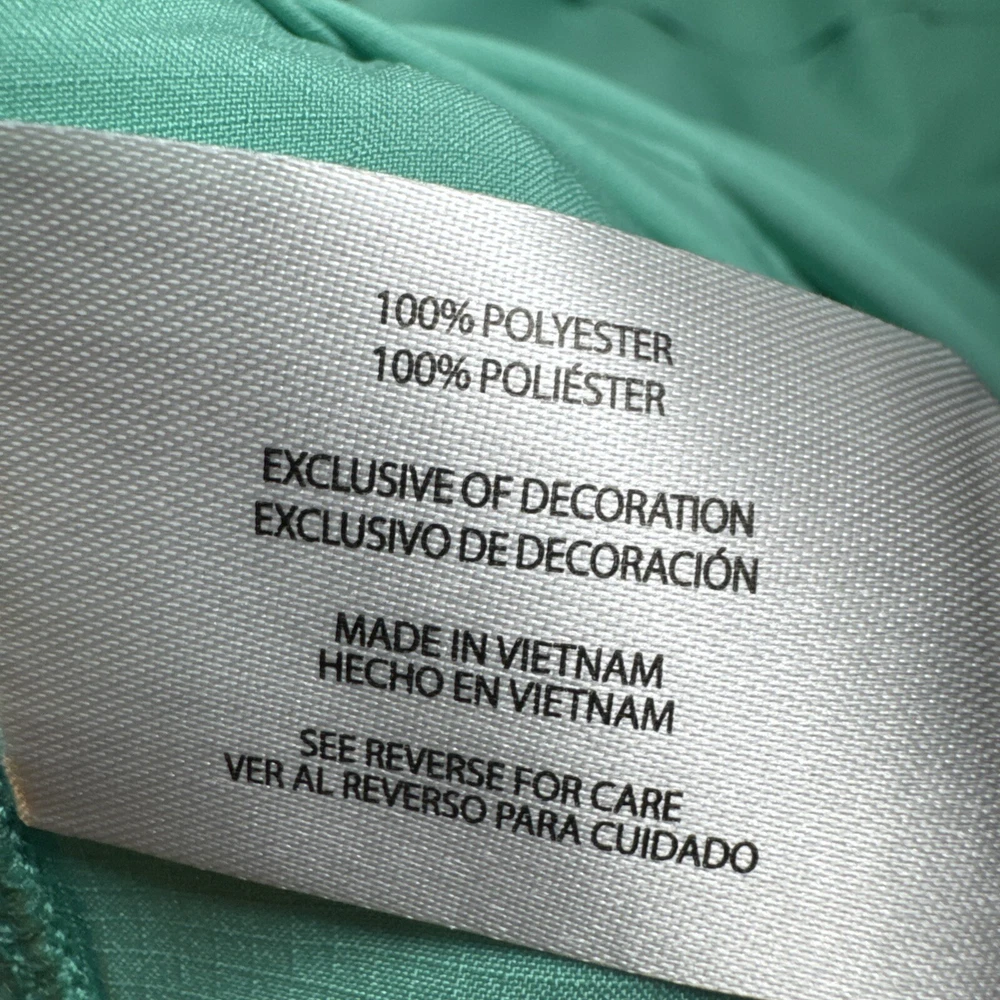 100% POLYESTER
100% POLIÉSTER
EXCLUSIVE OF DECORATION
EXCLUSIVO DE DECORACIÓN
MADE IN VIETNAM
HECHO EN VIETNAM
SEE REVERSE FOR CARE
VER AL REVERSO PARA CUIDADO